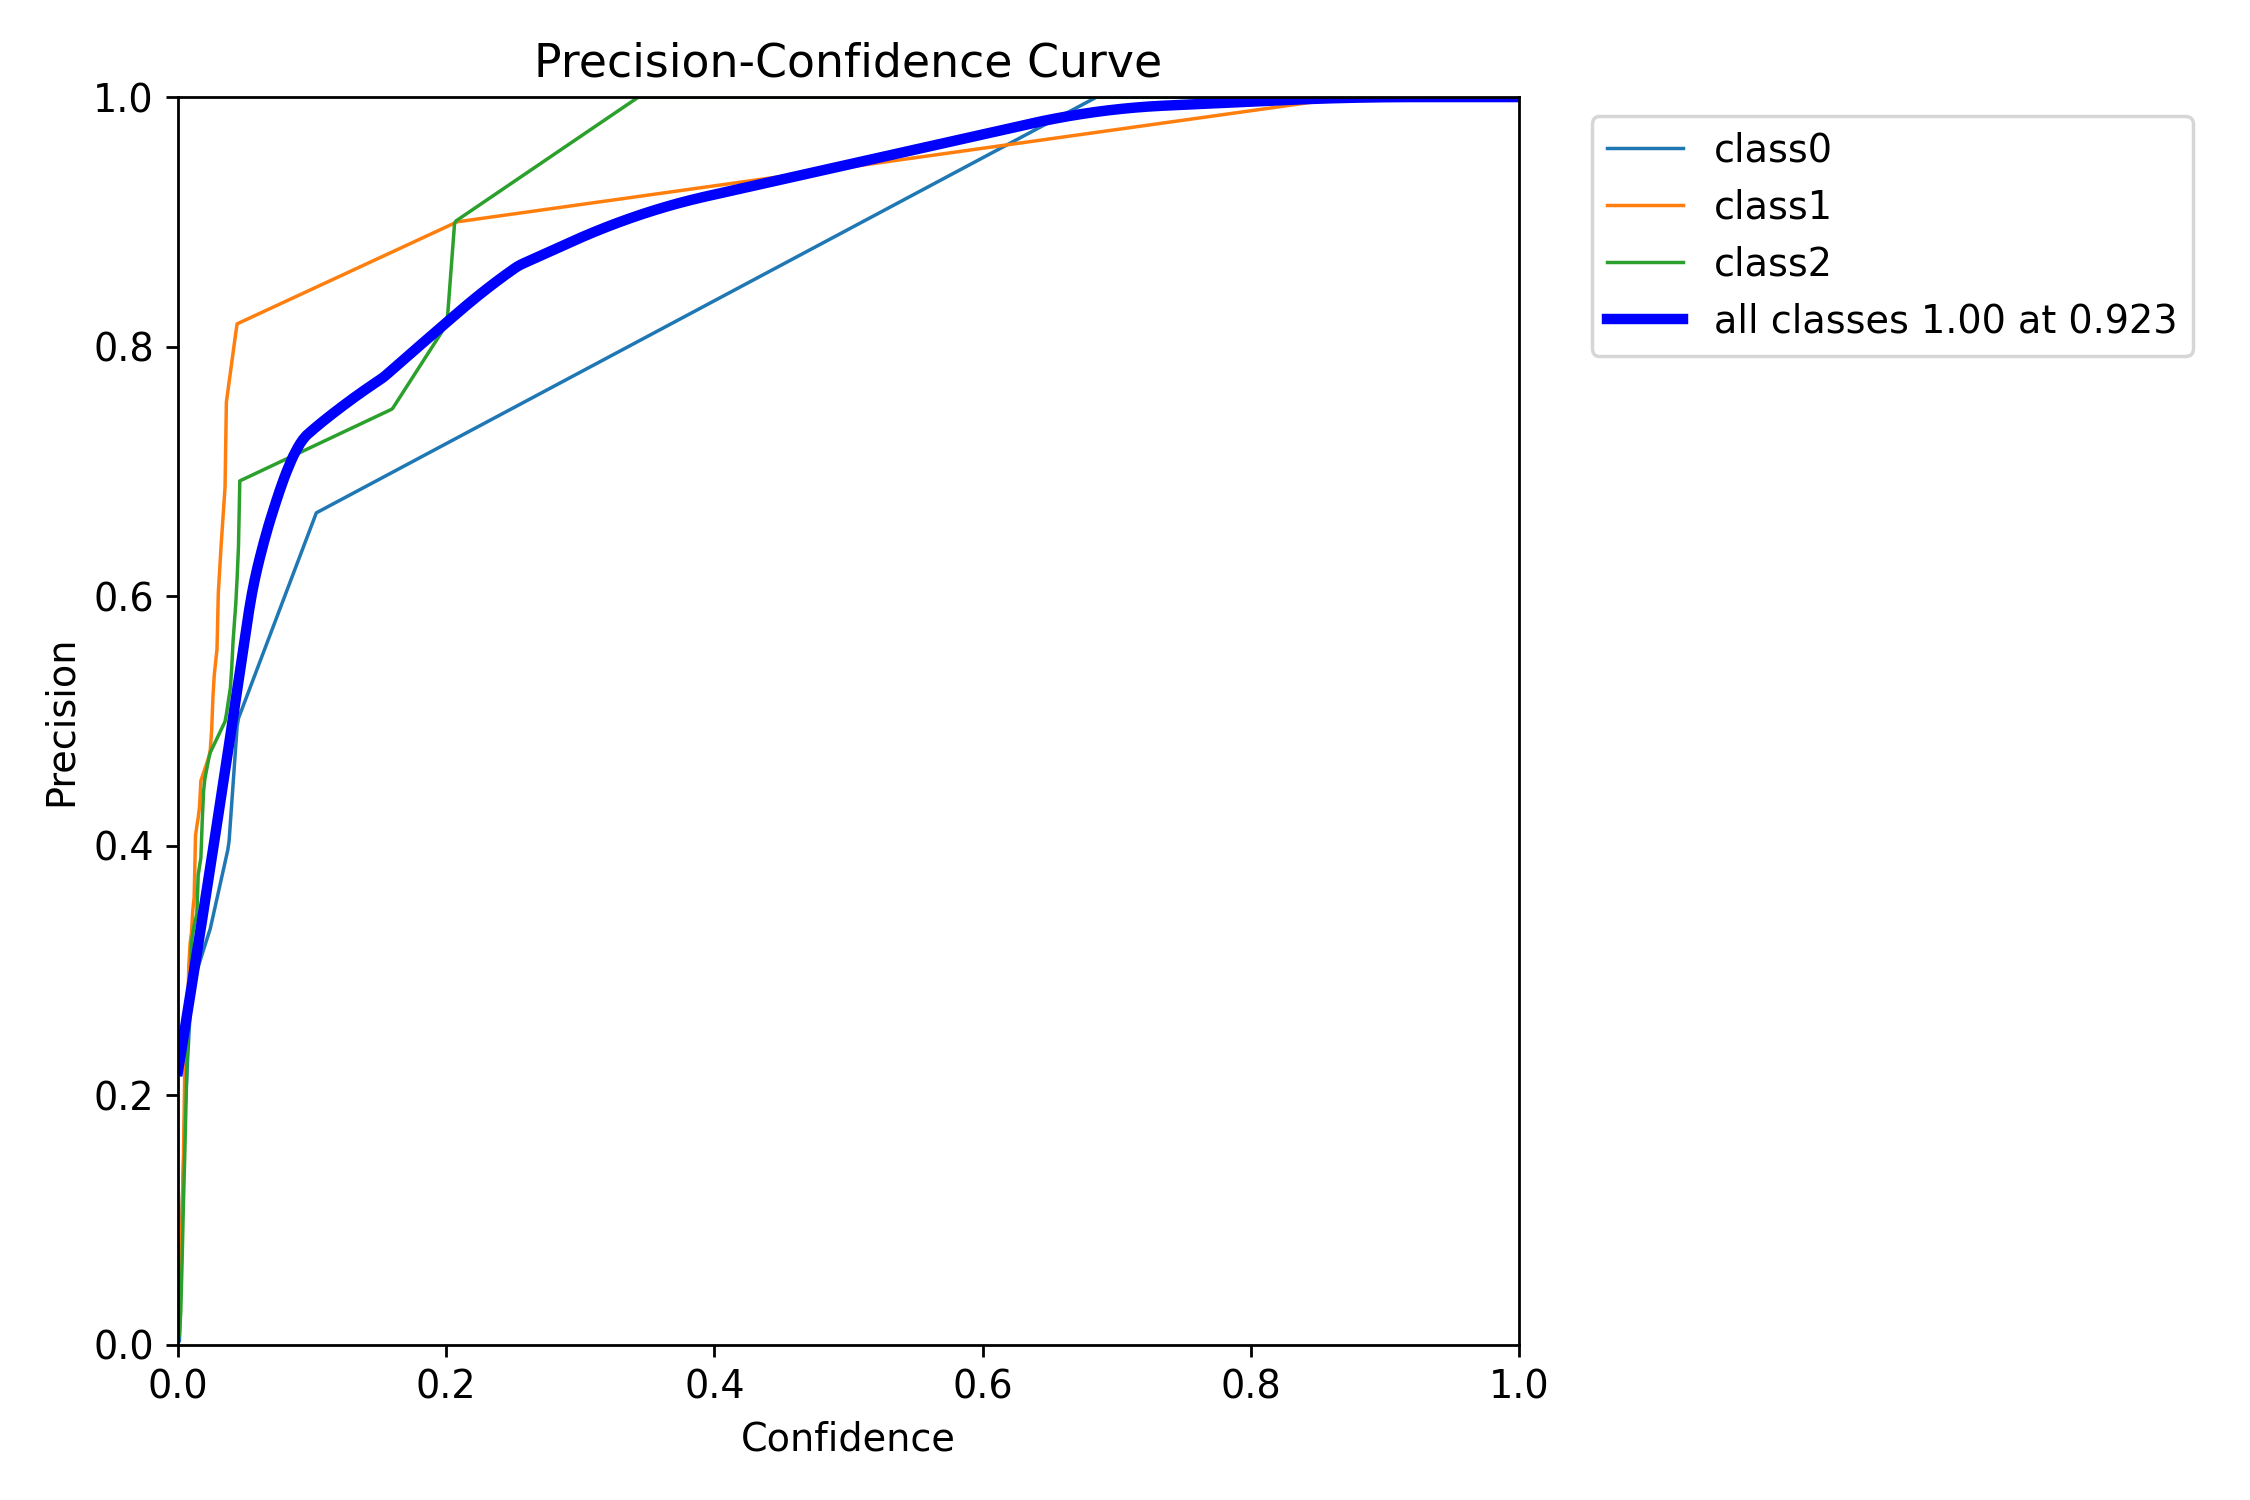 Precision-Confidence Curve
1.0
0.8
0.6
0.4
0.2
0.0
Precision
0.0 0.2 0.4 0.6 0.8 1.0
Confidence
class0
class1
class2
all classes 1.00 at 0.923